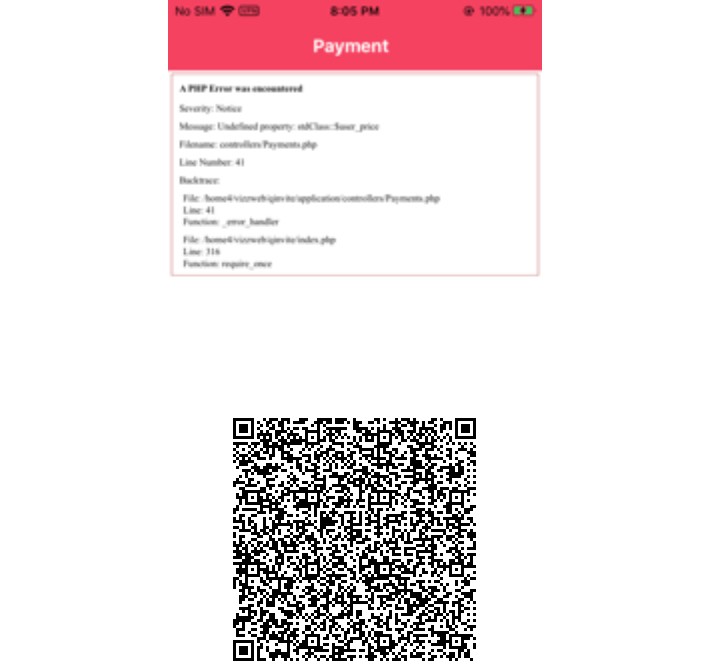 No SIM VPN 8:05 PM 100%
Payment
A PHP Error was encountered
Severity: Notice
Message: Undefined property: stdClass::$user_price
Filename: controllers/Payments.php
Line Number: 41
Backtrace:
File: /home4/vizzweb/qinvite/application/controllers/Payments.php
Line: 41
Function: _error_handler
File: /home4/vizzweb/qinvite/index.php
Line: 316
Function: require_once